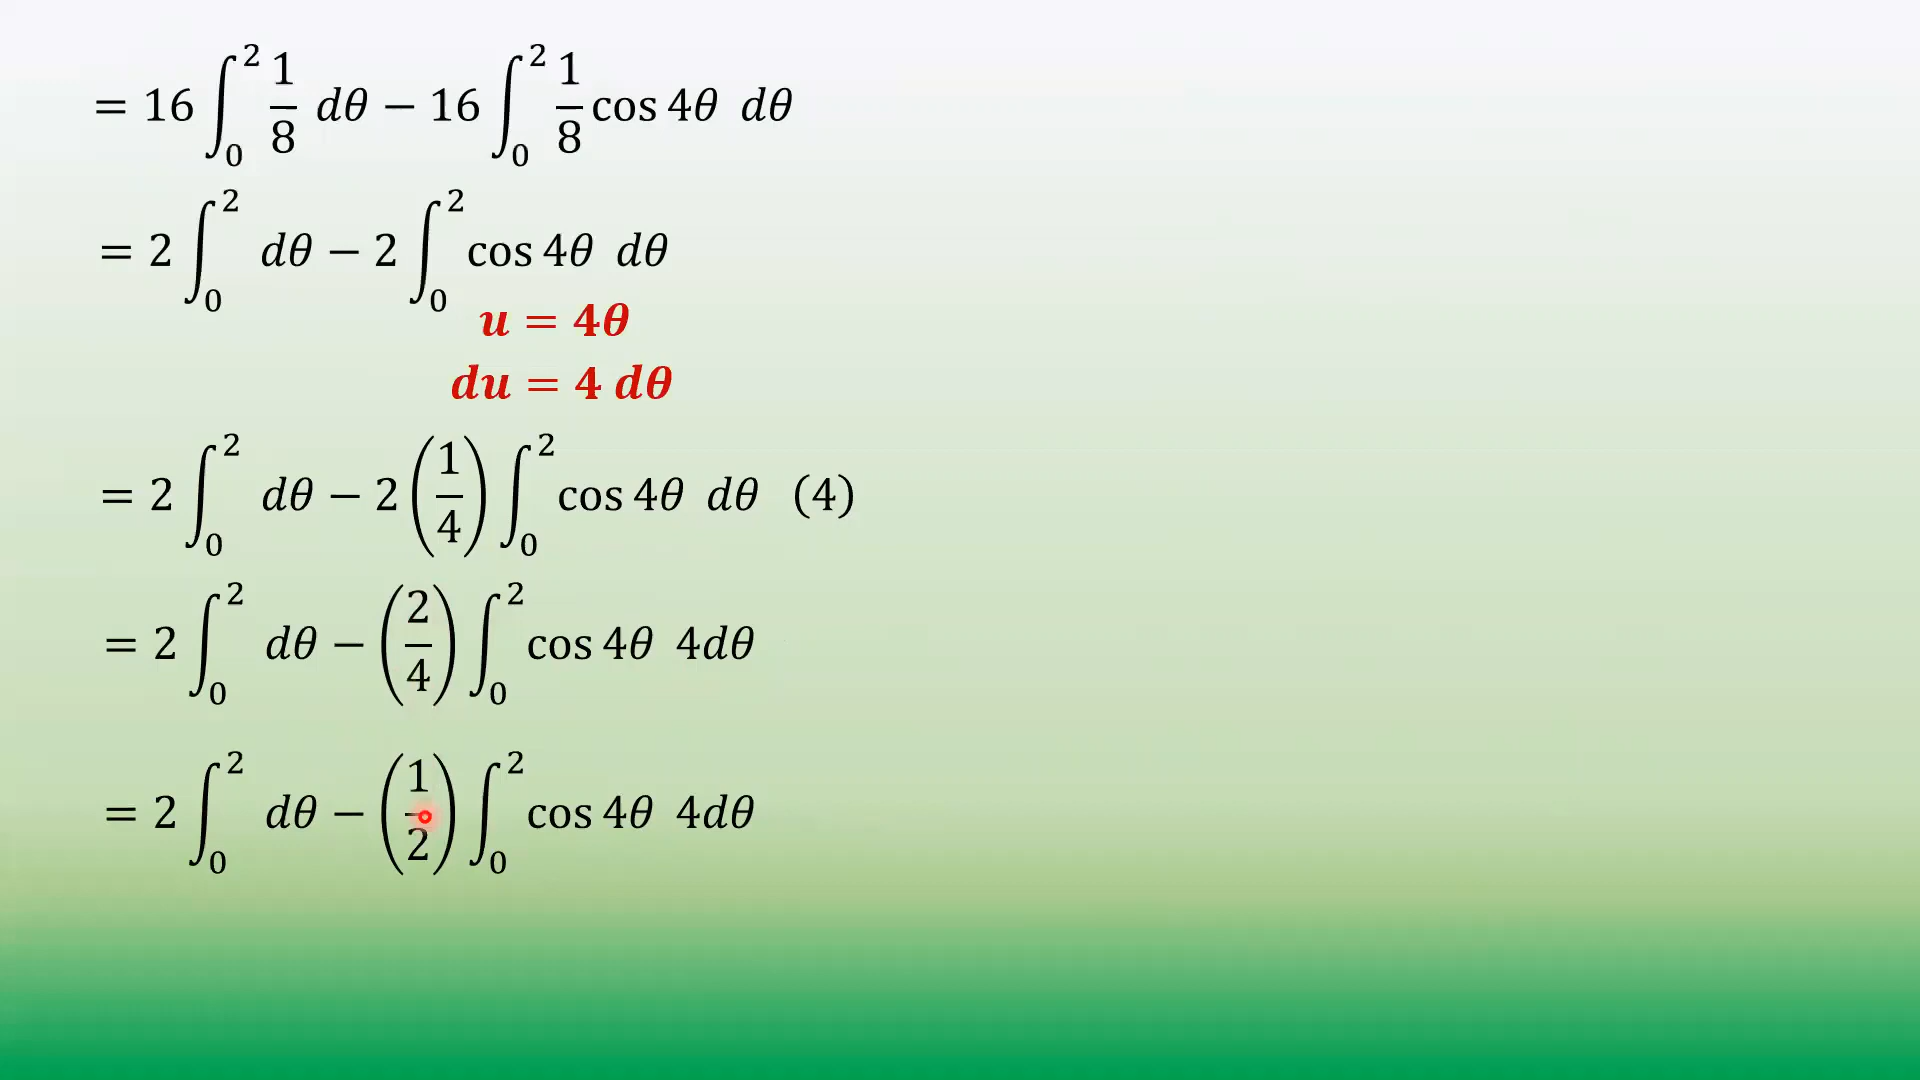 = 16 ∫₀² 1/8 dθ − 16 ∫₀² 1/8 cos 4θ dθ
= 2 ∫₀² dθ − 2 ∫₀² cos 4θ dθ
u = 4θ
du = 4 dθ
= 2 ∫₀² dθ − 2 (1/4) ∫₀² cos 4θ dθ (4)
= 2 ∫₀² dθ − (2/4) ∫₀² cos 4θ 4dθ
= 2 ∫₀² dθ − (1/2) ∫₀² cos 4θ 4dθ